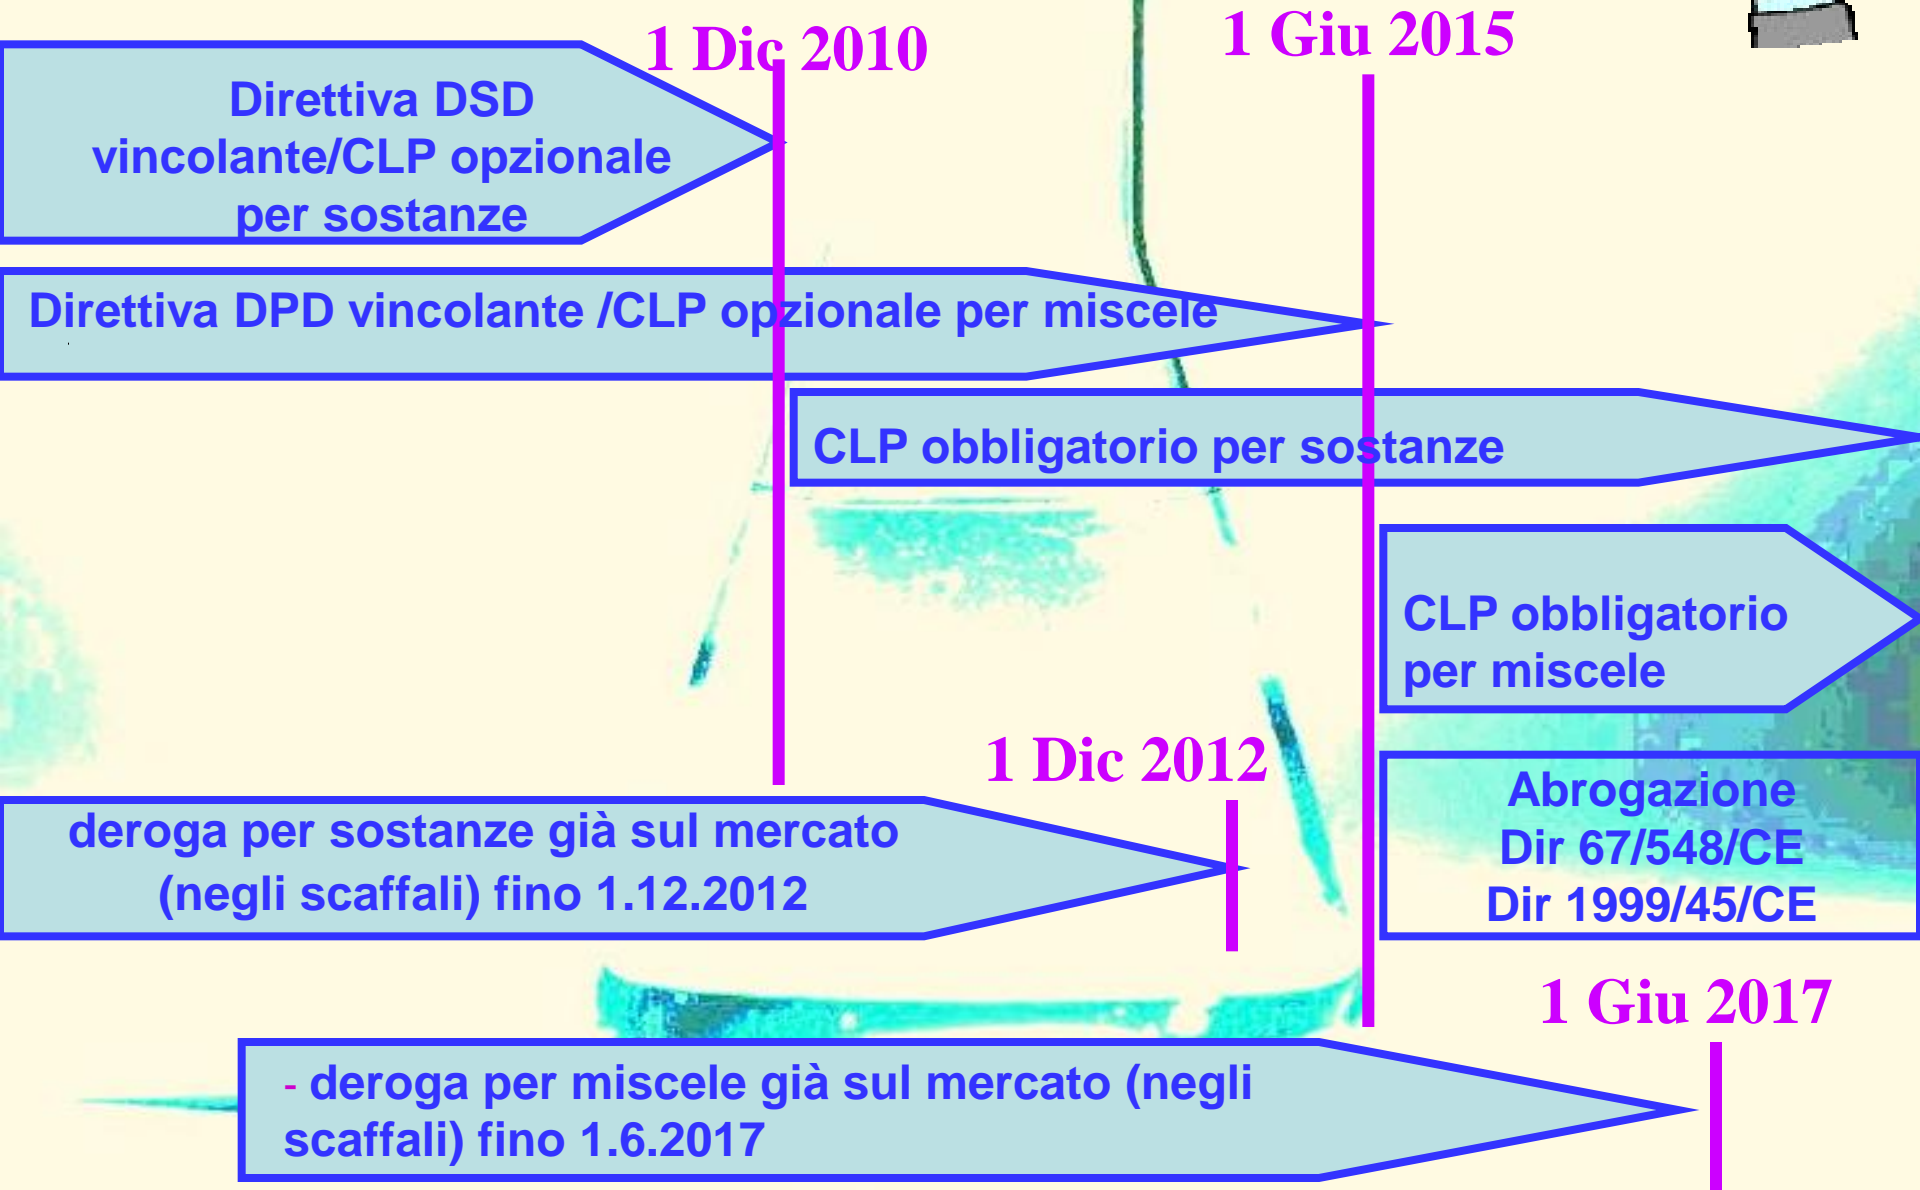 1 Dic 2010
1 Giu 2015
Direttiva DSD
vincolante/CLP opzionale
per sostanze
Direttiva DPD vincolante /CLP opzionale per miscele
.
CLP obbligatorio per sostanze
CLP obbligatorio
per miscele
1 Dic 2012
deroga per sostanze già sul mercato
(negli scaffali) fino 1.12.2012
Abrogazione
Dir 67/548/CE
Dir 1999/45/CE
1 Giu 2017
- deroga per miscele già sul mercato (negli
scaffali) fino 1.6.2017